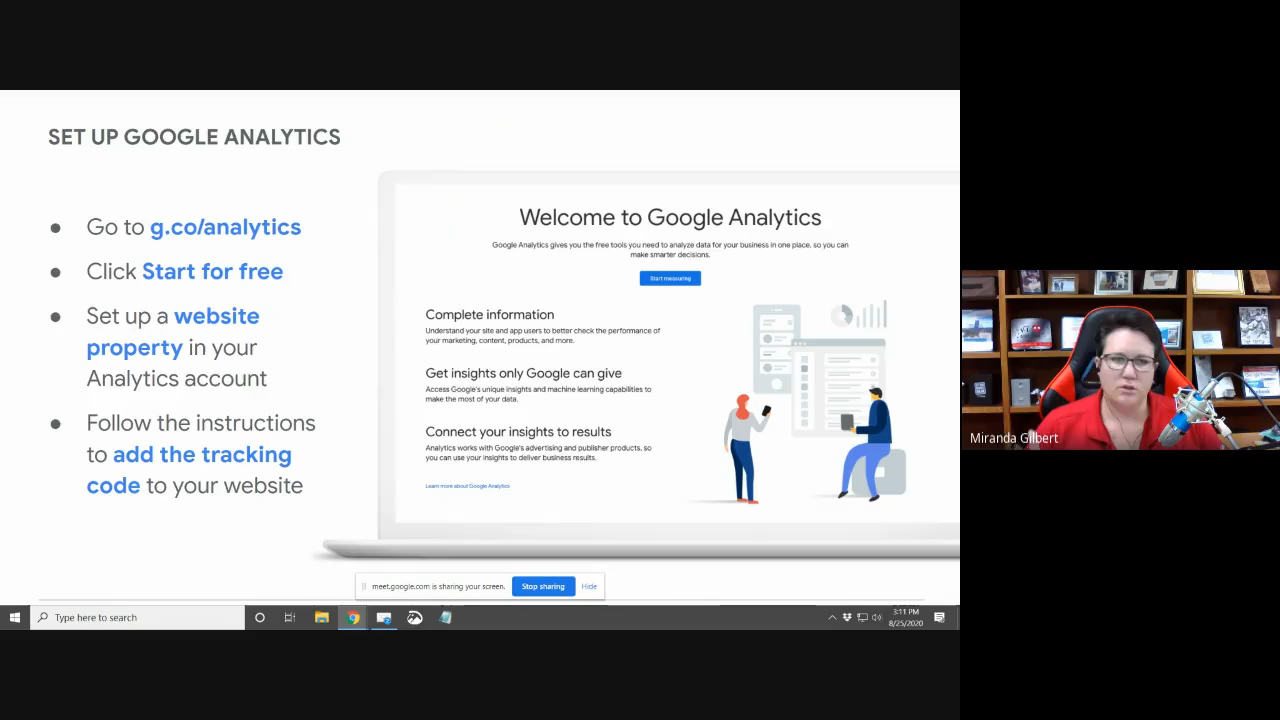 SET UP GOOGLE ANALYTICS
● Go to g.co/analytics
● Click Start for free
● Set up a website
property in your
Analytics account
● Follow the instructions
to add the tracking
code to your website
Welcome to Google Analytics
Google Analytics gives you the free tools you need to analyze data for your business in one place, so you can
make smarter decisions.
Start measuring
Complete information
Understand your site and app users to better check the performance of
your marketing, content, products, and more.
Get insights only Google can give
Access Google's unique insights and machine learning capabilities to
make the most of your data.
Connect your insights to results
Analytics works with Google's advertising and publisher products, so
you can use your insights to deliver business results.
Learn more about Google Analytics
meet.google.com is sharing your screen.
Stop sharing
Hide
Type here to search
3:11 PM
8/25/2020
Miranda Gilbert